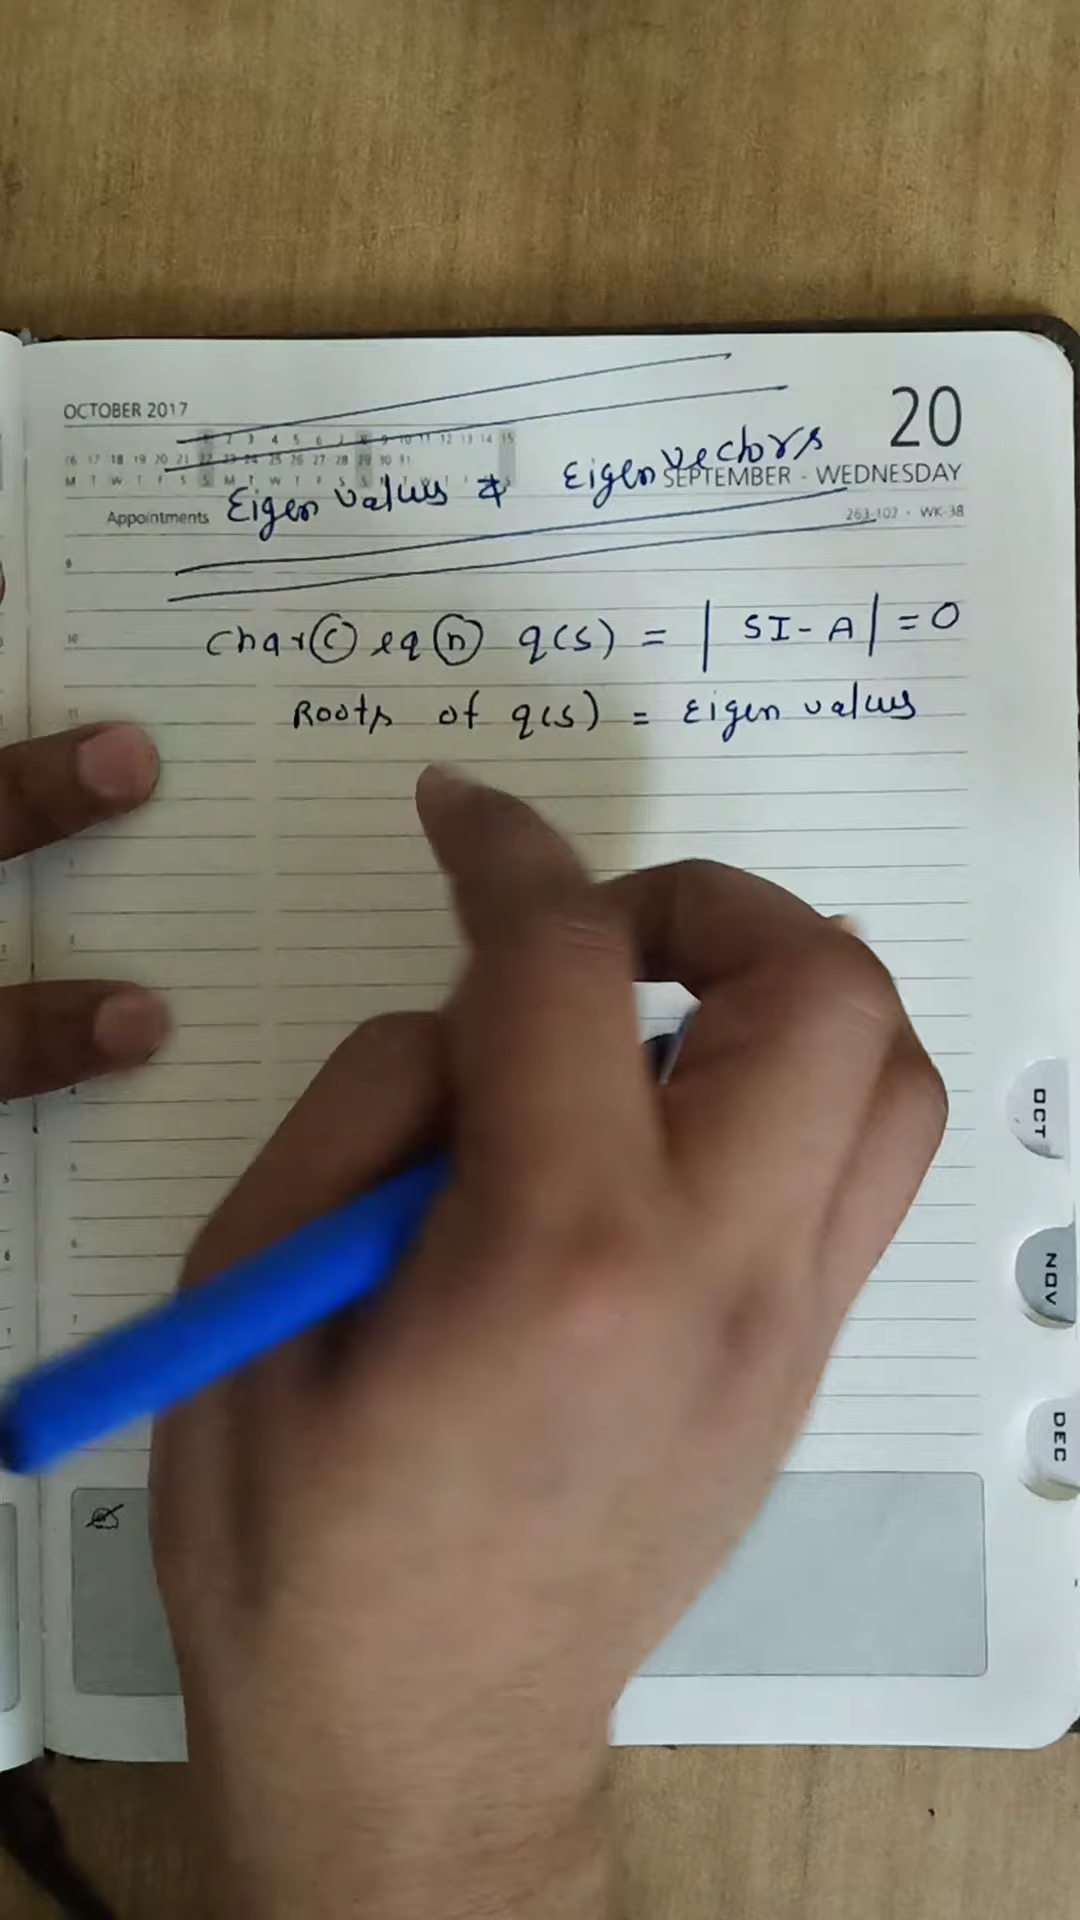 OCTOBER 2017
20
SEPTEMBER - WEDNESDAY
263-102 - WK-38
Appointments
Eigen values & Eigen vectors
char(c) eq(n) q(s) = | SI - A | = 0
Roots of q(s) = Eigen values
OCT
NOV
DEC